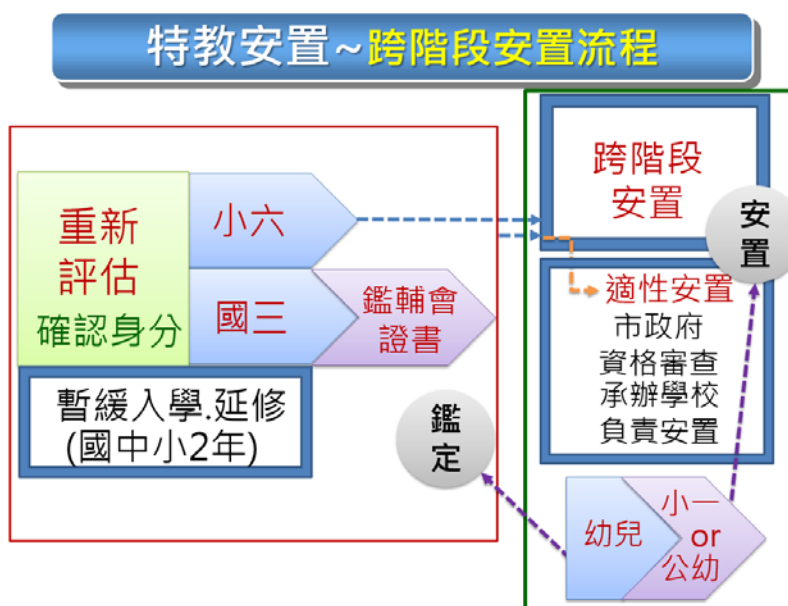 特教安置~跨階段安置流程
重新
評估
確認身分
小六
國三
鑑輔會
證書
暫緩入學.延修
(國中小2年)
鑑
定
跨階段
安置
安
置
適性安置
市政府
資格審查
承辦學校
負責安置
幼兒
小一
or
公幼